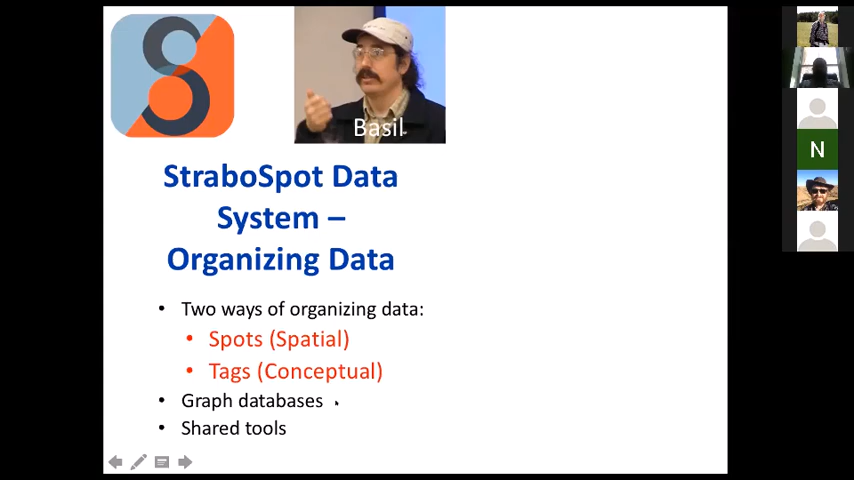 Basil
StraboSpot Data
System –
Organizing Data
• Two ways of organizing data:
• Spots (Spatial)
• Tags (Conceptual)
• Graph databases
• Shared tools
N